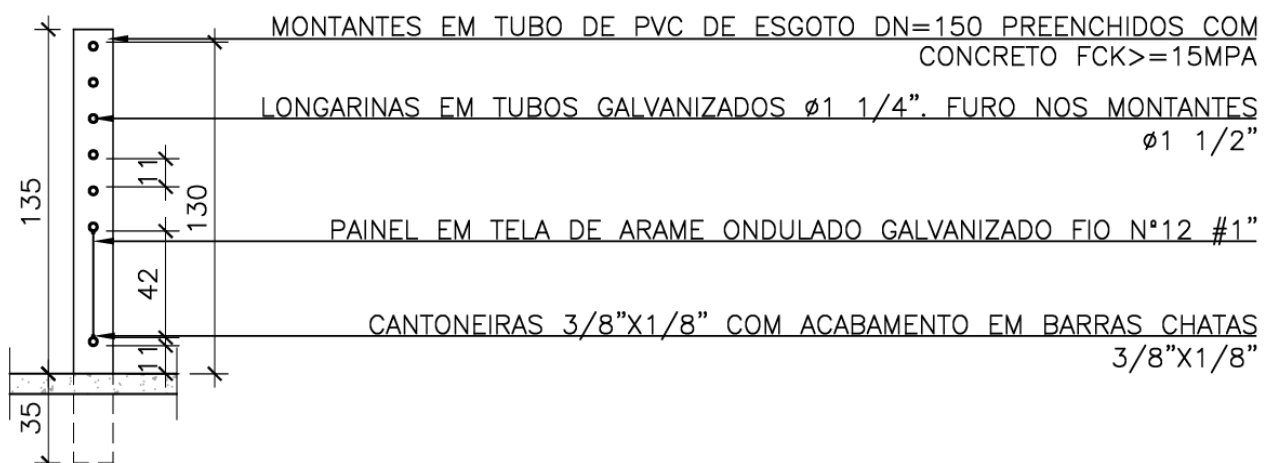 MONTANTES EM TUBO DE PVC DE ESGOTO DN=150 PREENCHIDOS COM
CONCRETO FCK>=15MPA
LONGARINAS EM TUBOS GALVANIZADOS ø1 1/4”. FURO NOS MONTANTES
ø1 1/2”
11
135
130
PAINEL EM TELA DE ARAME ONDULADO GALVANIZADO FIO Nº12 #1”
42
CANTONEIRAS 3/8”X1/8” COM ACABAMENTO EM BARRAS CHATAS
3/8”X1/8”
11
35